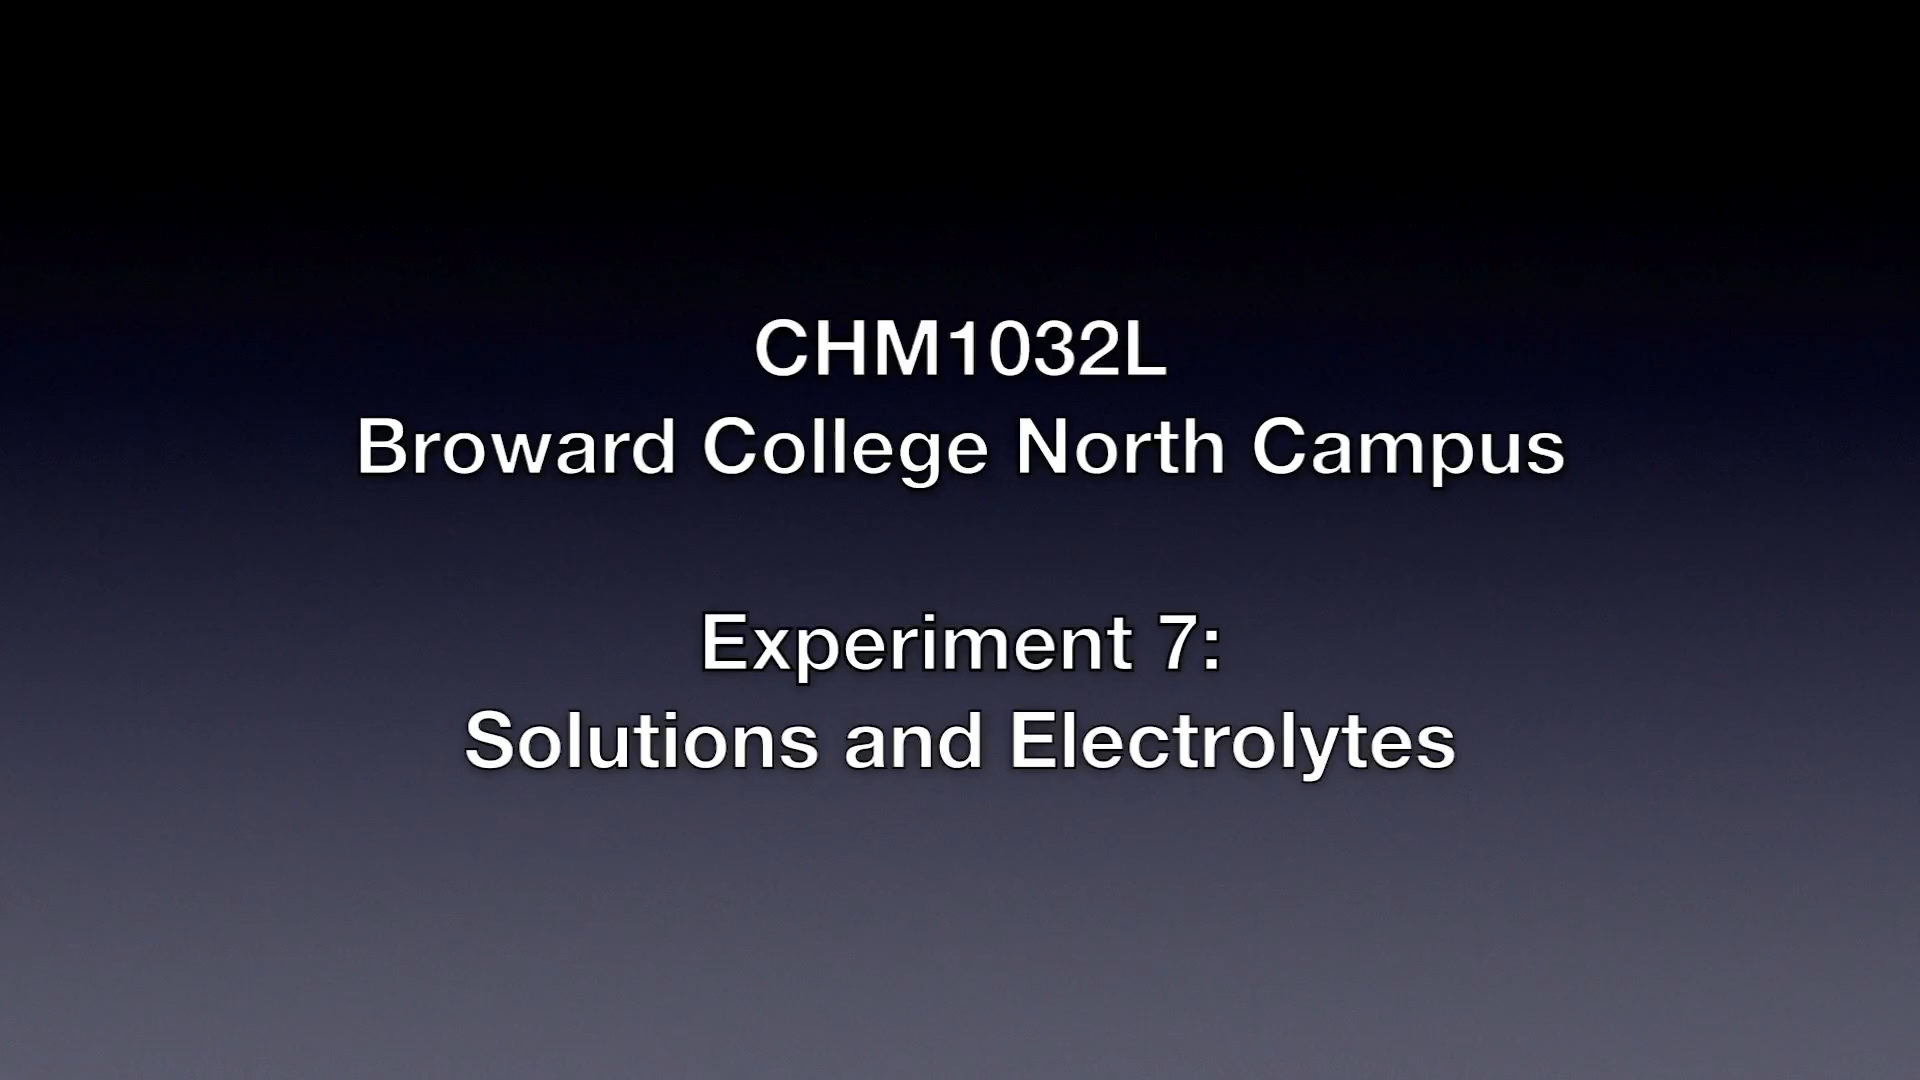 CHM1032L
Broward College North Campus
Experiment 7:
Solutions and Electrolytes